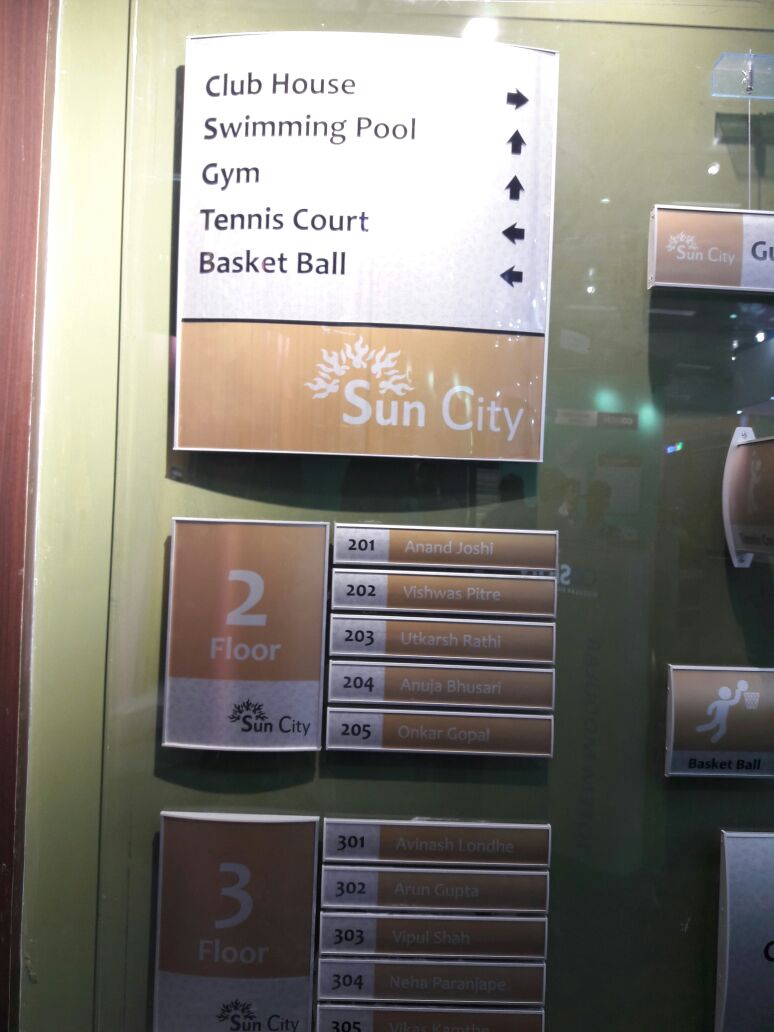 Club House
Swimming Pool
Gym
Tennis Court
Basket Ball
Sun City
Sun City
2
Floor
Sun City
201 Anand Joshi
202 Vishwas Pitre
203 Utkarsh Rathi
204 Anuja Bhusari
205 Onkar Gopal
Basket Ball
3
Floor
Sun City
301 Avinash Londhe
302 Arun Gupta
303 Vipul Shah
304 Neha Paranjape
305 Vikas